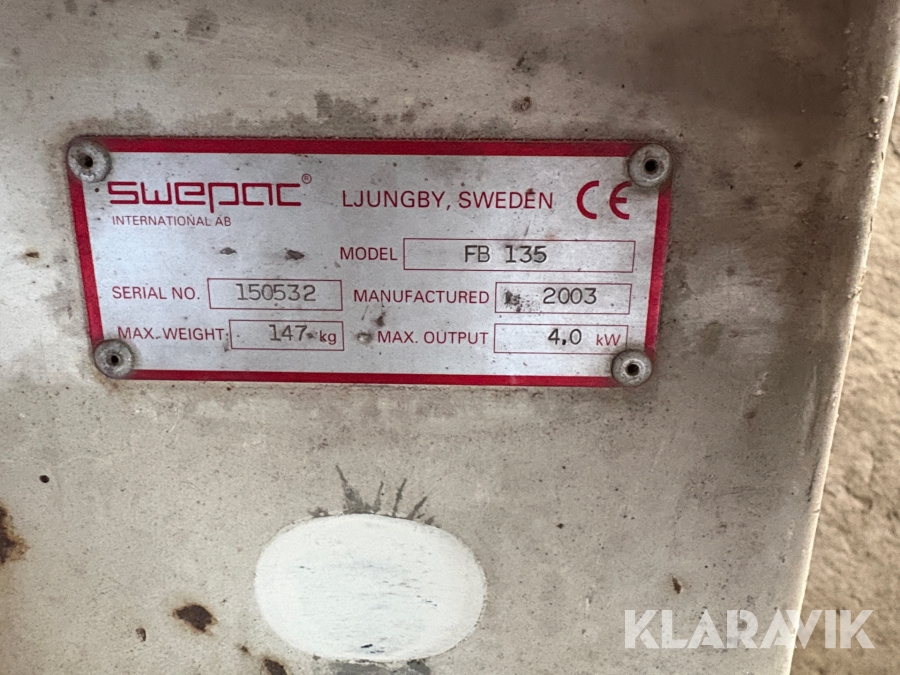 swepac®
INTERNATIONAL AB
LJUNGBY, SWEDEN CE
MODEL FB 135
SERIAL NO. 150532 MANUFACTURED 2003
MAX. WEIGHT 147 kg MAX. OUTPUT 4.0 kW
KLARAVIK